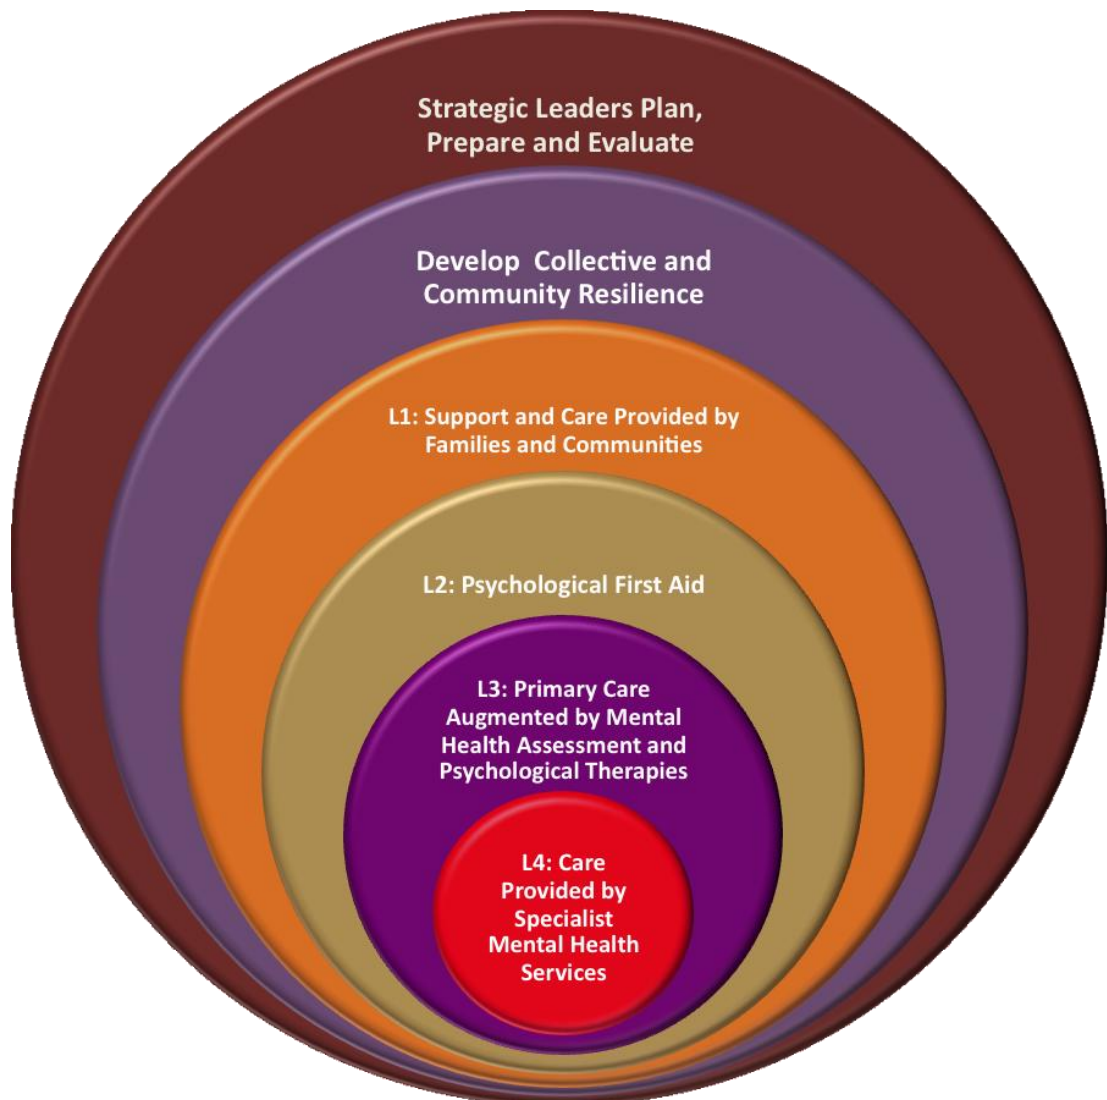 Strategic Leaders Plan,
Prepare and Evaluate
Develop  Collective and
Community Resilience
L1: Support and Care Provided by
Families and Communities
L2: Psychological First Aid
L3: Primary Care
Augmented by Mental
Health Assessment and
Psychological Therapies
L4: Care
Provided by
Specialist
Mental Health
Services